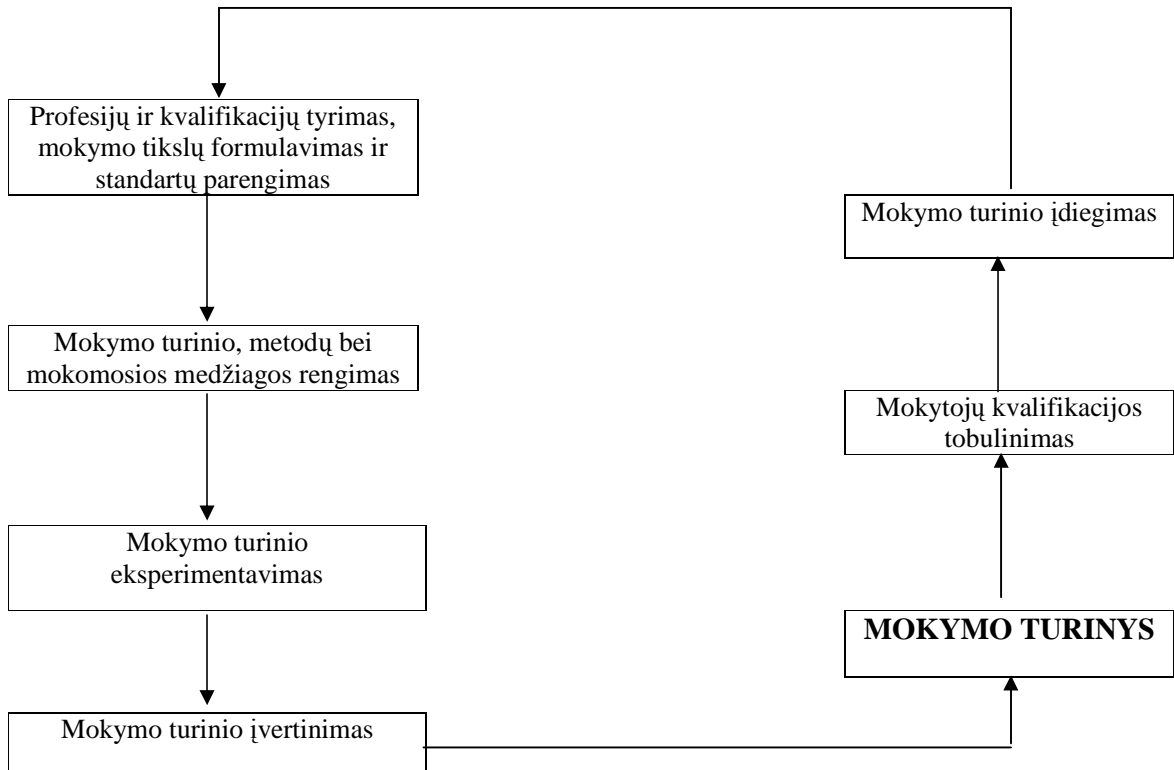 Profesijų ir kvalifikacijų tyrimas,
mokymo tikslų formulavimas ir
standartų parengimas
Mokymo turinio, metodų bei
mokomosios medžiagos rengimas
Mokymo turinio
eksperimentavimas
Mokymo turinio įvertinimas
MOKYMO TURINYS
Mokytojų kvalifikacijos
tobulinimas
Mokymo turinio įdiegimas